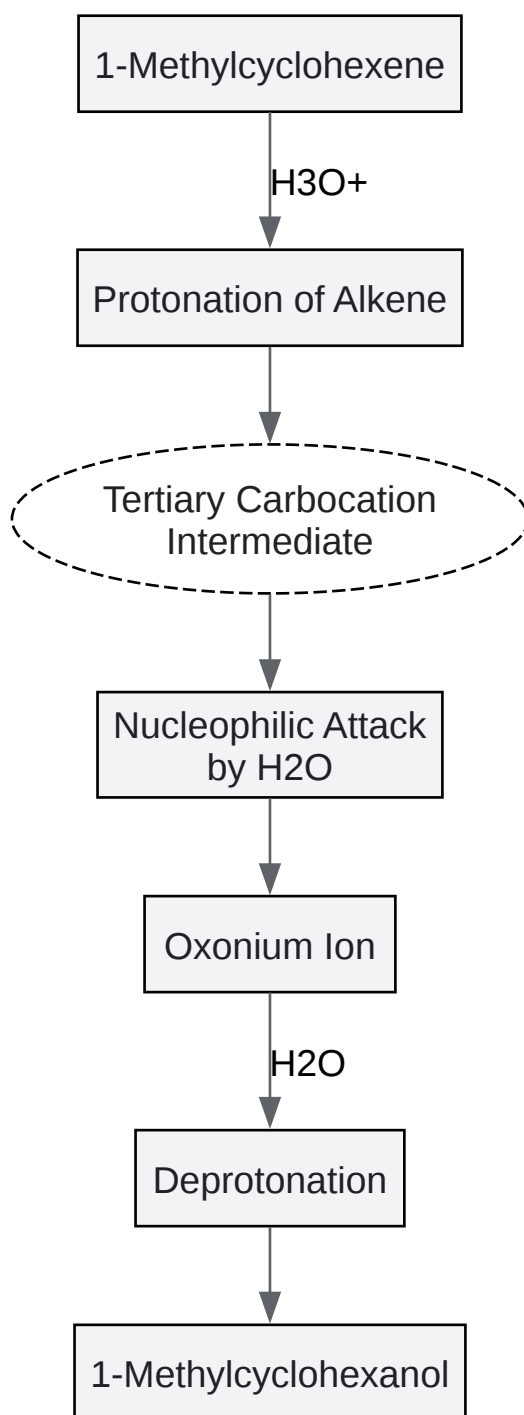 1-Methylcyclohexene
H3O+
Protonation of Alkene
Tertiary Carbocation
Intermediate
Nucleophilic Attack
by H2O
Oxonium Ion
H2O
Deprotonation
1-Methylcyclohexanol